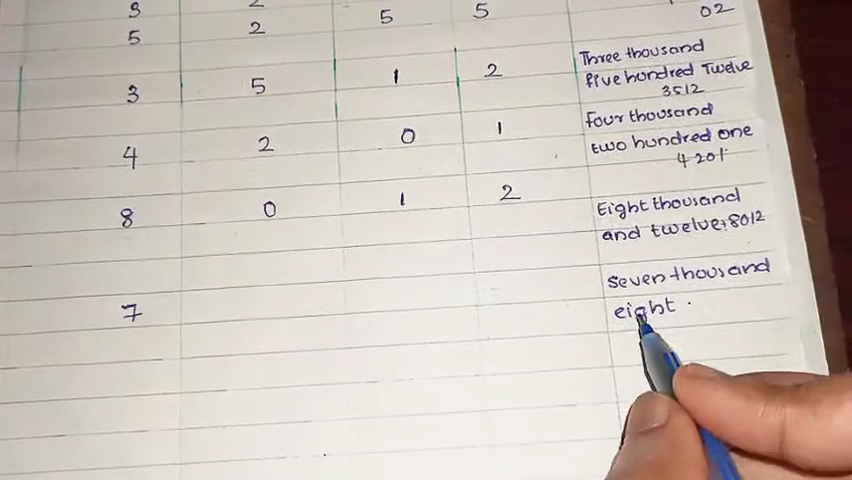 3 2
02
5 2 5 5
Three thousand
3 5 1 2 five hundred Twelve
3512
four thousand
4 2 0 1 two hundred one
4201
8 0 1 2 Eight thousand
and twelve, 8012
seven thousand
7 eight .